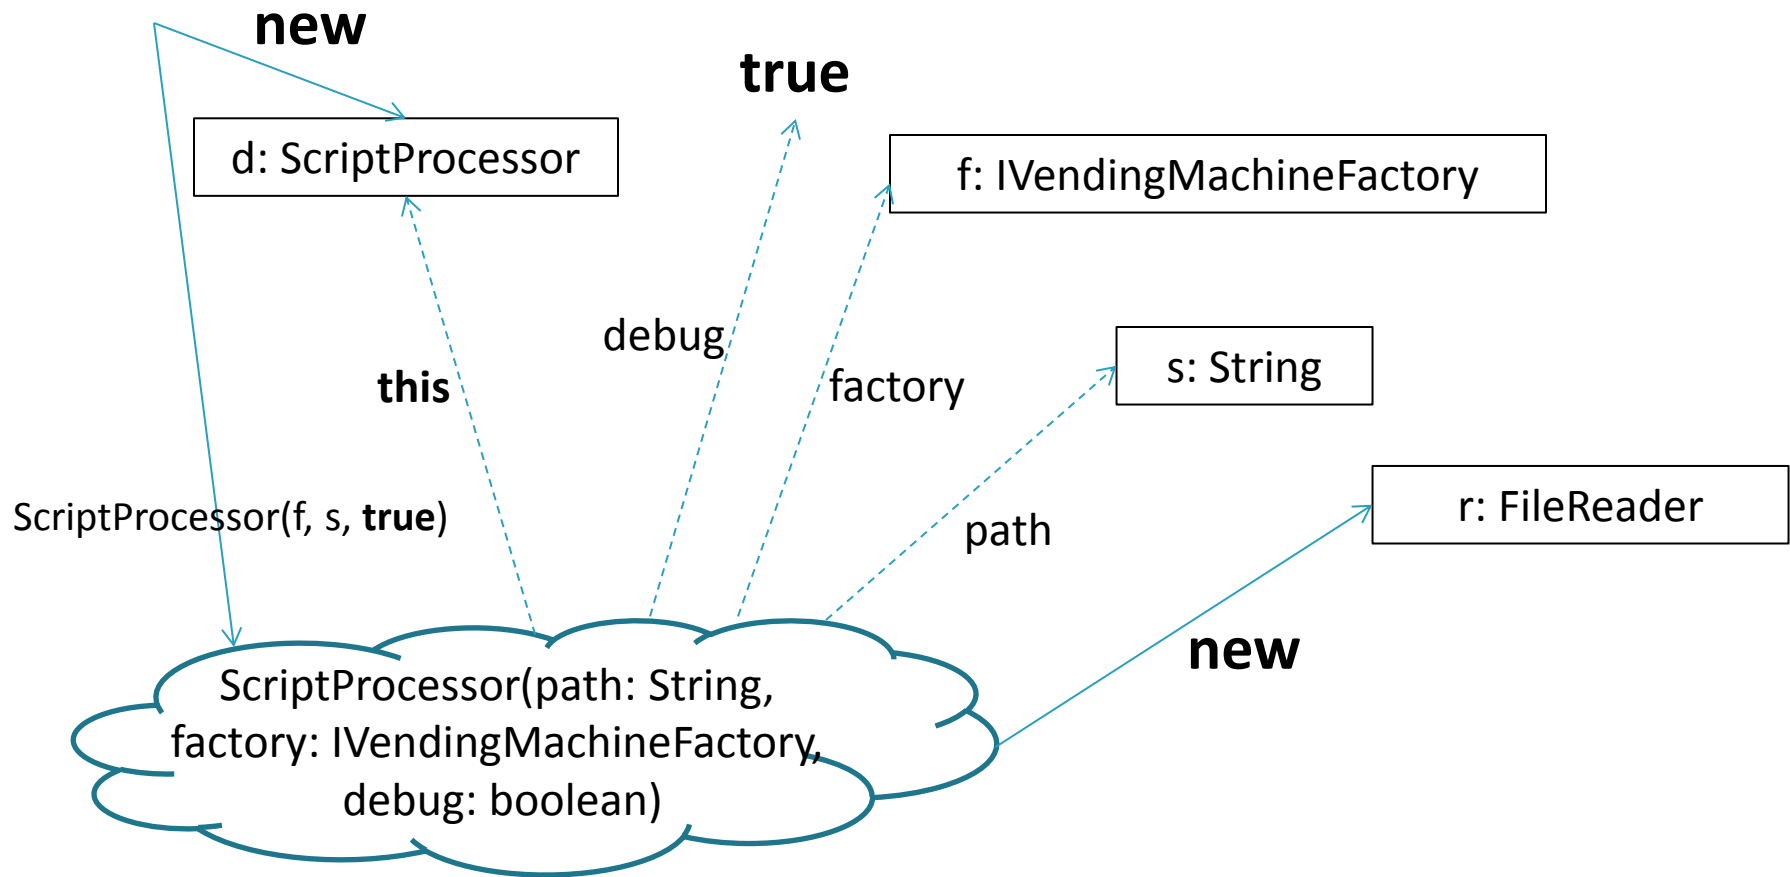 new
true
d: ScriptProcessor
f: IVendingMachineFactory
debug
s: String
this
factory
r: FileReader
ScriptProcessor(f, s, true)
path
new
ScriptProcessor(path: String,
factory: IVendingMachineFactory,
debug: boolean)